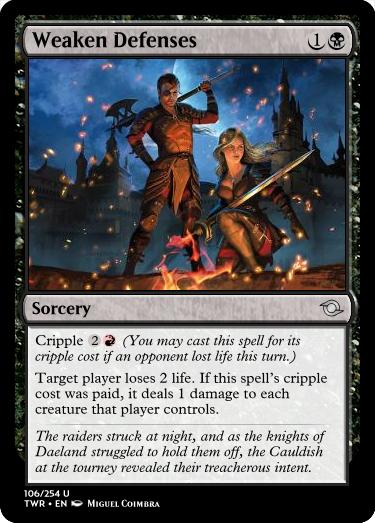 Weaken Defenses 1
Sorcery
Cripple 2 (You may cast this spell for its
cripple cost if an opponent lost life this turn.)
Target player loses 2 life. If this spell's cripple
cost was paid, it deals 1 damage to each
creature that player controls.
The raiders struck at night, and as the knights of
Daeland struggled to hold them off, the Cauldish
at the tourney revealed their treacherous intent.
106/254 U
TWR • EN Miguel Coimbra